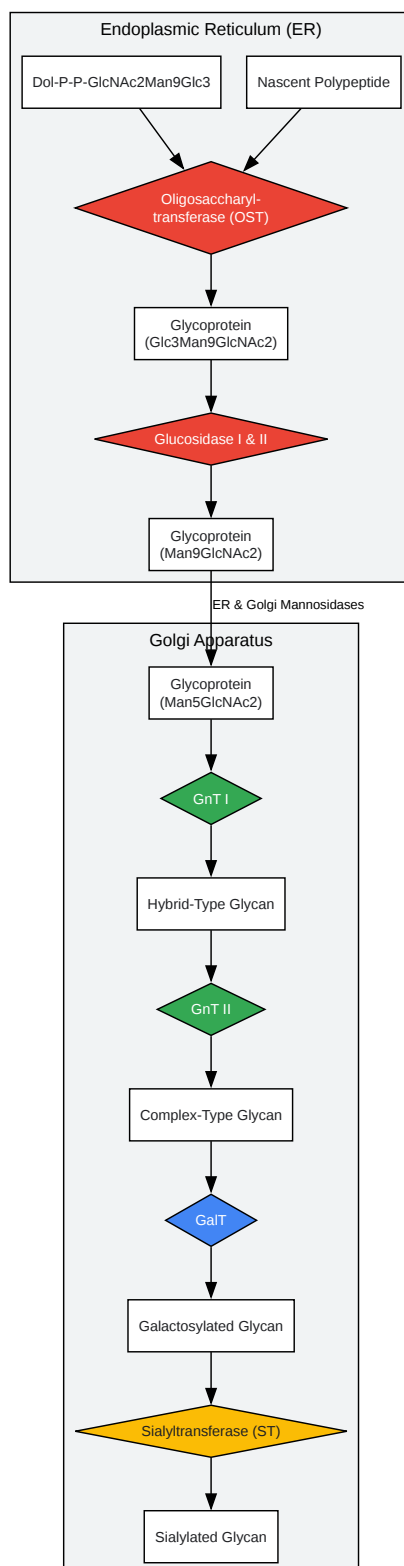 Endoplasmic Reticulum (ER)
Dol-P-P-GlcNAc2Man9Glc3
Nascent Polypeptide
Oligosaccharyl-
transferase (OST)
Glycoprotein
(Glc3Man9GlcNAc2)
Glucosidase I & II
Glycoprotein
(Man9GlcNAc2)
ER & Golgi Mannosidases
Golgi Apparatus
Glycoprotein
(Man5GlcNAc2)
GnT I
Hybrid-Type Glycan
GnT II
Complex-Type Glycan
GalT
Galactosylated Glycan
Sialyltransferase (ST)
Sialylated Glycan